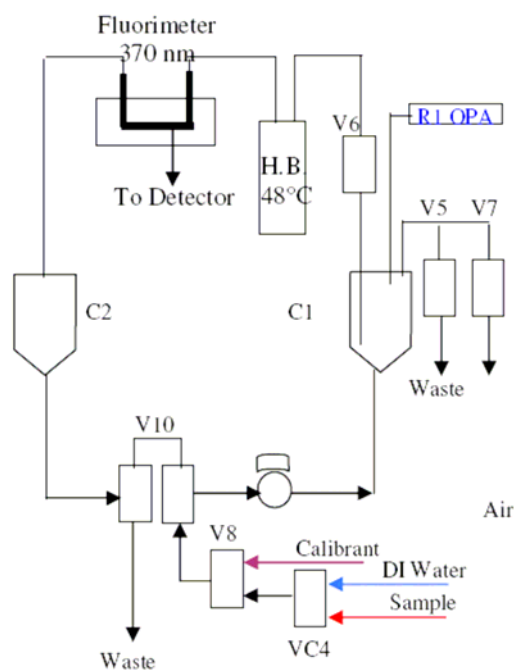 Fluorimeter
370 nm
R1 OPA
V6
H.B.
48°C
To Detector
V5
V7
C2
C1
Waste
V10
Air
V8
Calibrant
DI Water
Sample
VC4
Waste